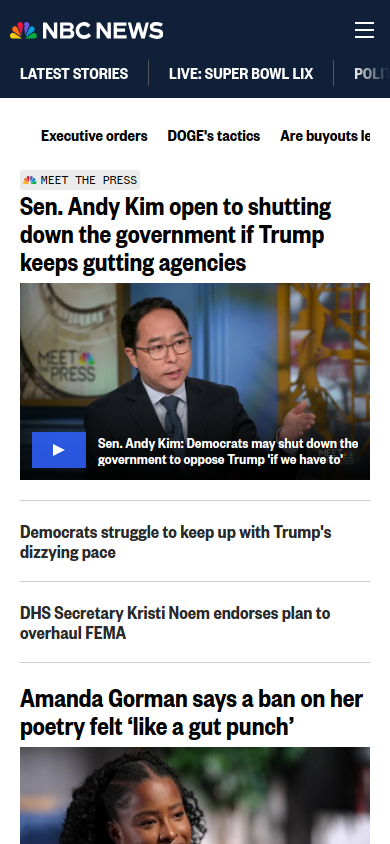 NBC NEWS
LATEST STORIES
LIVE: SUPER BOWL LIX
Executive orders
DOGE's tactics
Are buyouts
MEET THE PRESS
Sen. Andy Kim open to shutting
down the government if Trump
keeps gutting agencies
MEET
THE PRESS
Sen. Andy Kim: Democrats may shut down the
government to oppose Trump 'if we have to'
Democrats struggle to keep up with Trump's
dizzying pace
DHS Secretary Kristi Noem endorses plan to
overhaul FEMA
Amanda Gorman says a ban on her
poetry felt ‘like a gut punch’